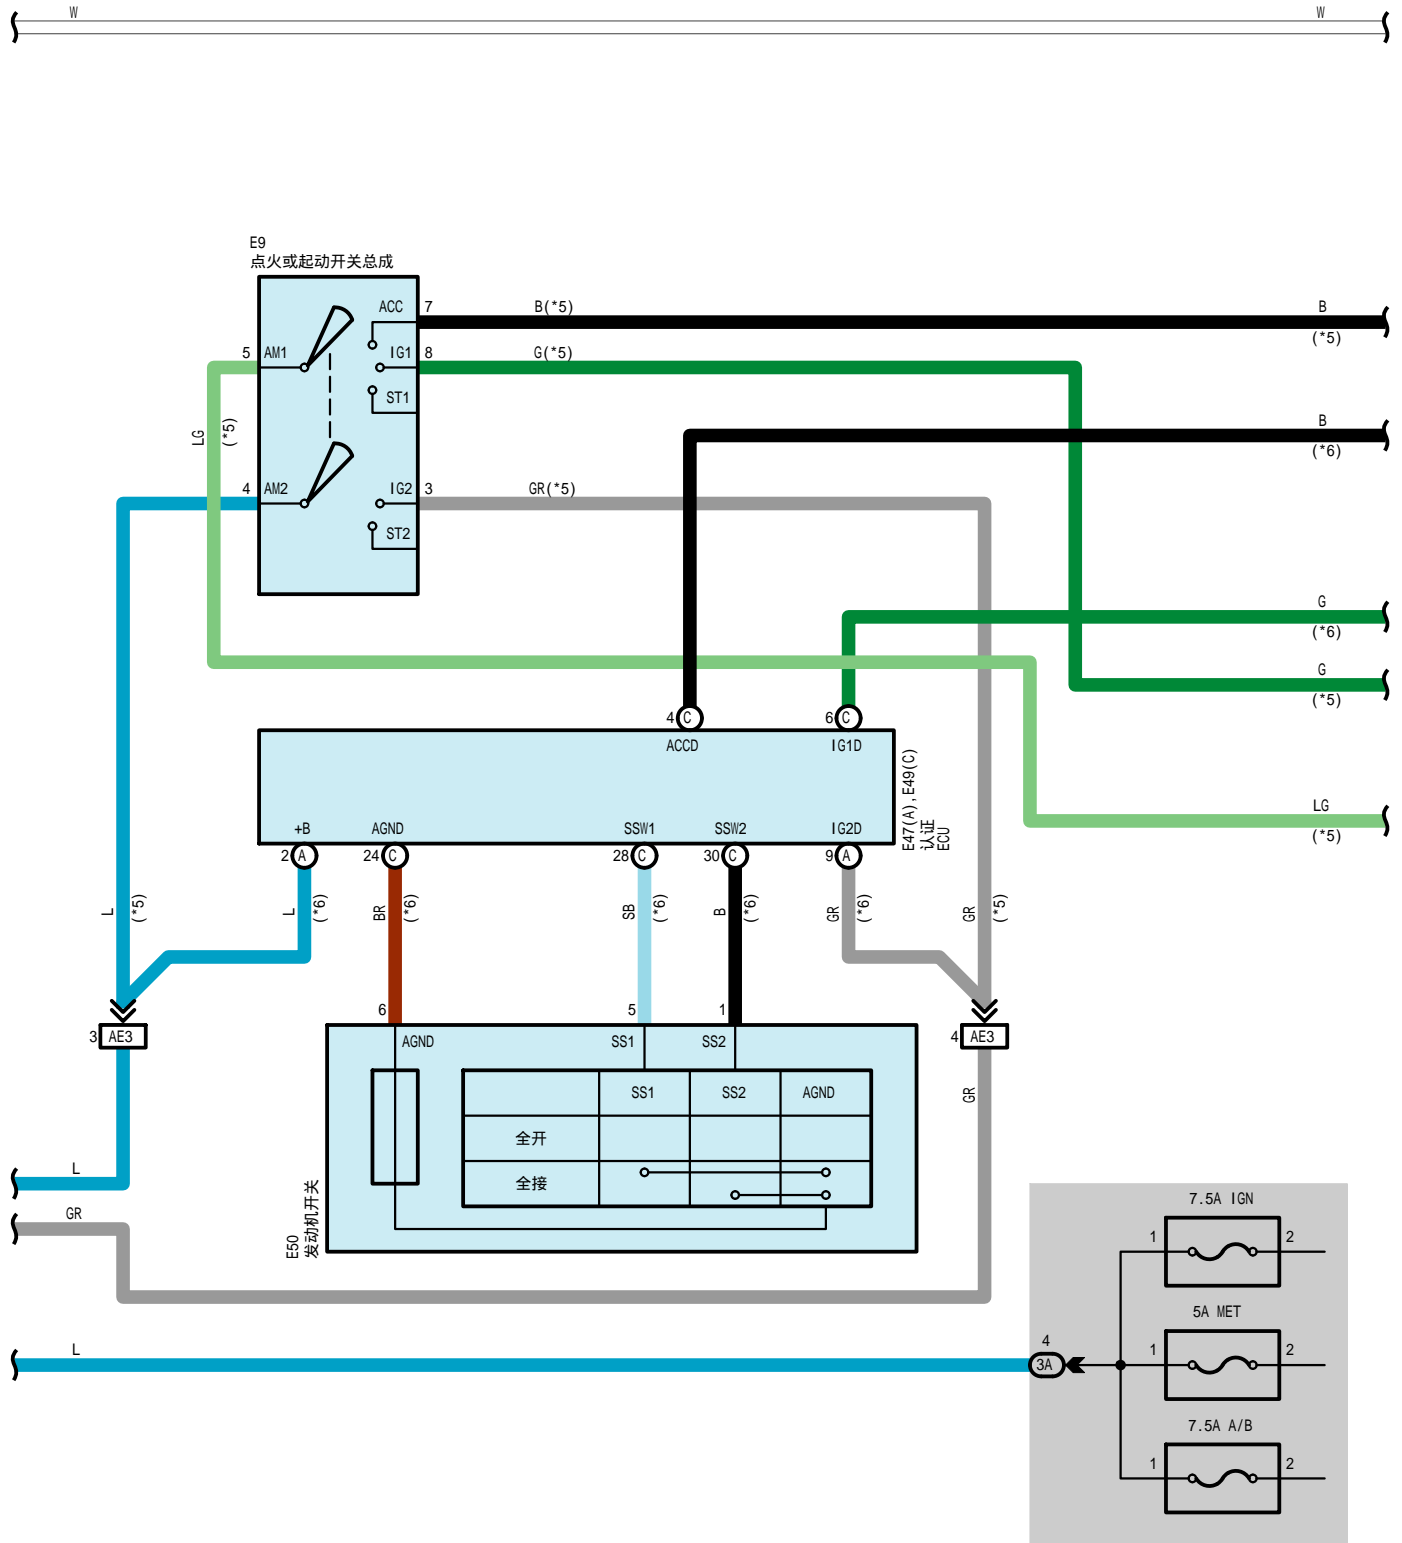 W W
E9
点火或起动开关总成
ACC 7 B(*5) B
(*5)
5 AM1 IG1 8 G(*5)
ST1
LG (*5)
B
(*6)
4 AM2 IG2 3 GR(*5)
ST2
G
(*6)
G
(*5)
4 C 6 C
ACCD IG1D
E47(A),E49(C)
认证
ECU
LG
(*5)
+B AGND SSW1 SSW2 IG2D
2 A 24 C 28 C 30 C 9 A
L (*5) L (*6) BR (*6) SB (*6) B (*6) GR (*6) GR (*5)
6 5 1
3 AE3 AGND SS1 SS2 4 AE3
SS1 SS2 AGND
GR
全开
全接
L
GR
E50
发动机开关
7.5A IGN
1 2
5A MET
L 4 1 2
3A
7.5A A/B
1 2